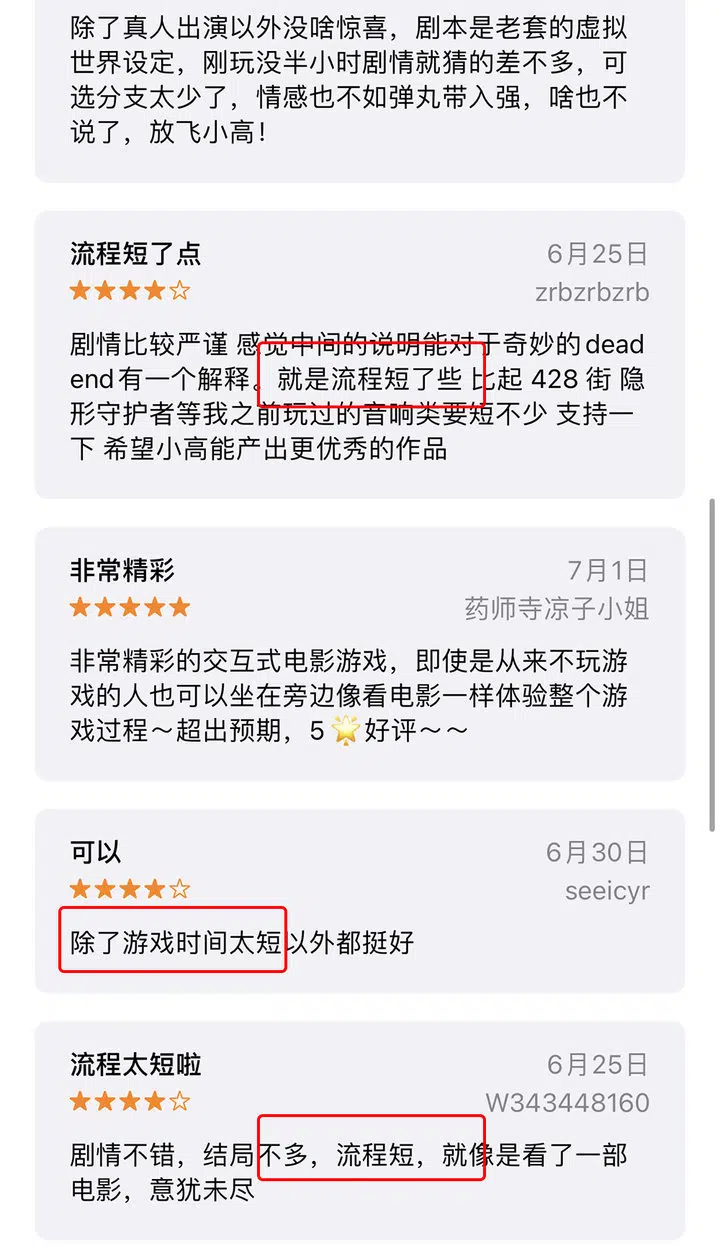 除了真人出演以外没啥惊喜，剧本是老套的虚拟
世界设定，刚玩没半小时剧情就猜的差不多，可
选分支太少了，情感也不如弹丸带入强，啥也不
说了，放飞小高！
流程短了点
6月25日
★★★★☆
zrbzrbzrb
剧情比较严谨 感觉中间的说明能对于奇妙的dead
end有一个解释。就是流程短了些 比起 428 街 隐
形守护者等我之前玩过的音响类要短不少 支持一
下 希望小高能产出更优秀的作品
非常精彩
7月1日
★★★★★
药师寺凉子小姐
非常精彩的交互式电影游戏，即使是从来不玩游
戏的人也可以坐在旁边像看电影一样体验整个游
戏过程～超出预期，5🌟好评～～
可以
6月30日
★★★★☆
seeicyr
除了游戏时间太短以外都挺好
流程太短啦
6月25日
★★★★☆
W343448160
剧情不错，结局不多，流程短，就像是看了一部
电影，意犹未尽